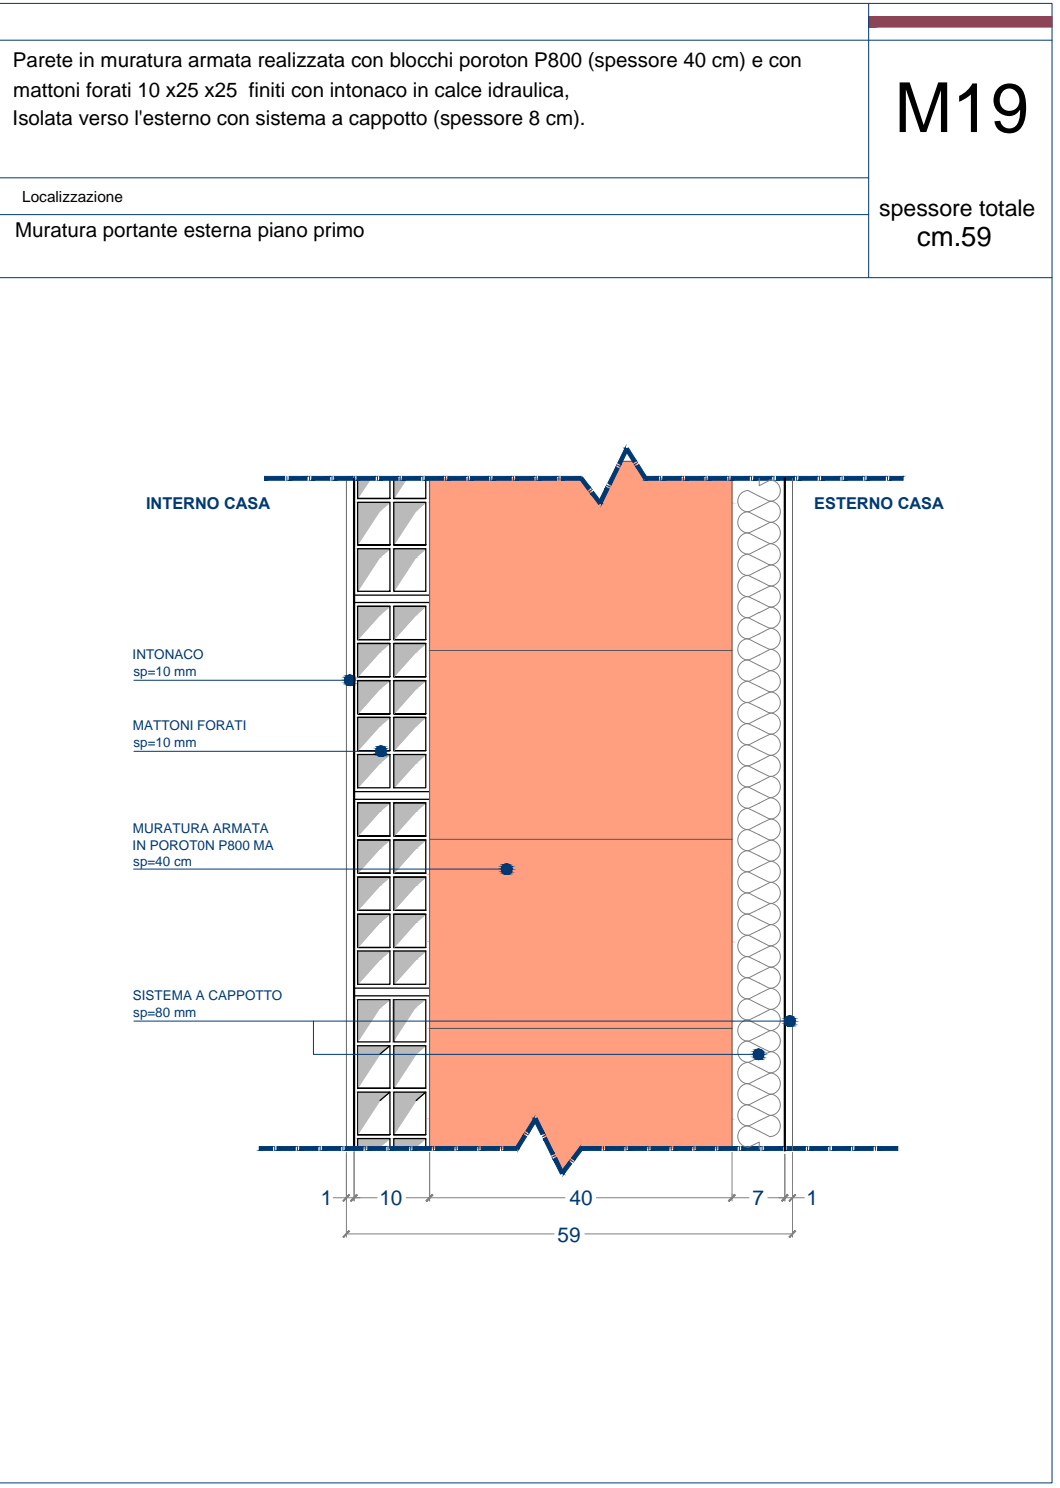 Parete in muratura armata realizzata con blocchi poroton P800 (spessore 40 cm) e con
mattoni forati 10 x25 x25 finiti con intonaco in calce idraulica,
Isolata verso l'esterno con sistema a cappotto (spessore 8 cm).
M19
Localizzazione
spessore totale
cm.59
Muratura portante esterna piano primo
INTERNO CASA
ESTERNO CASA
INTONACO
sp=10 mm
MATTONI FORATI
sp=10 mm
MURATURA ARMATA
IN POROT0N P800 MA
sp=40 cm
SISTEMA A CAPPOTTO
sp=80 mm
1 10 40 7 1
59